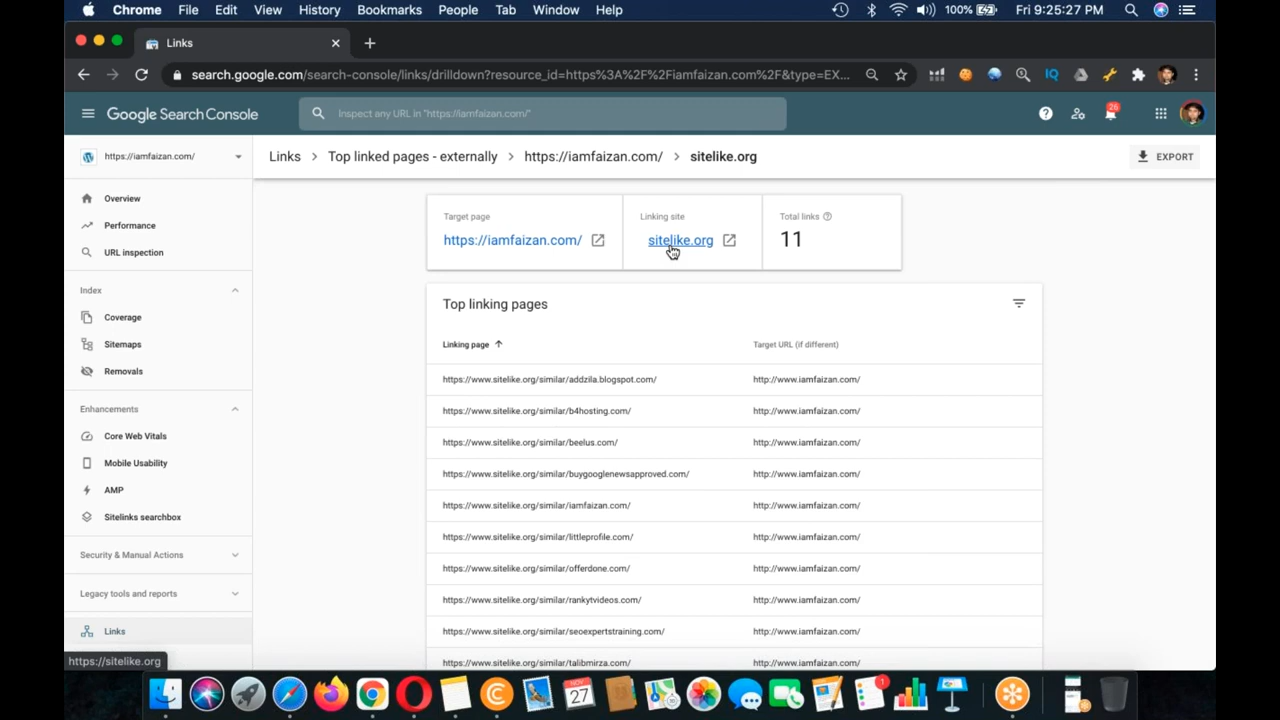 Chrome File Edit View History Bookmarks People Tab Window Help 100% Fri 9:25:27 PM
Links
search.google.com/search-console/links/drilldown?resource_id=https%3A%2F%2Fiamfaizan.com%2F&type=EX...
Google Search Console
Inspect any URL in "https://iamfaizan.com/"
26
https://iamfaizan.com/
Links > Top linked pages - externally > https://iamfaizan.com/ > sitelike.org
EXPORT
Overview
Performance
URL inspection
Index
Coverage
Sitemaps
Removals
Enhancements
Core Web Vitals
Mobile Usability
AMP
Sitelinks searchbox
Security & Manual Actions
Legacy tools and reports
Links
https://sitelike.org
Target page
https://iamfaizan.com/
Linking site
sitelike.org
Total links
11
Top linking pages
Linking page Target URL (if different)
https://www.sitelike.org/similar/addzila.blogspot.com/ http://www.iamfaizan.com/
https://www.sitelike.org/similar/b4hosting.com/ http://www.iamfaizan.com/
https://www.sitelike.org/similar/beelus.com/ http://www.iamfaizan.com/
https://www.sitelike.org/similar/buygooglenewsapproved.com/ http://www.iamfaizan.com/
https://www.sitelike.org/similar/iamfaizan.com/ http://www.iamfaizan.com/
https://www.sitelike.org/similar/littleprofile.com/ http://www.iamfaizan.com/
https://www.sitelike.org/similar/offerdone.com/ http://www.iamfaizan.com/
https://www.sitelike.org/similar/rankytvideos.com/ http://www.iamfaizan.com/
https://www.sitelike.org/similar/seoexpertstraining.com/ http://www.iamfaizan.com/
https://www.sitelike.org/similar/talibmirza.com/ http://www.iamfaizan.com/
NOV
27
1